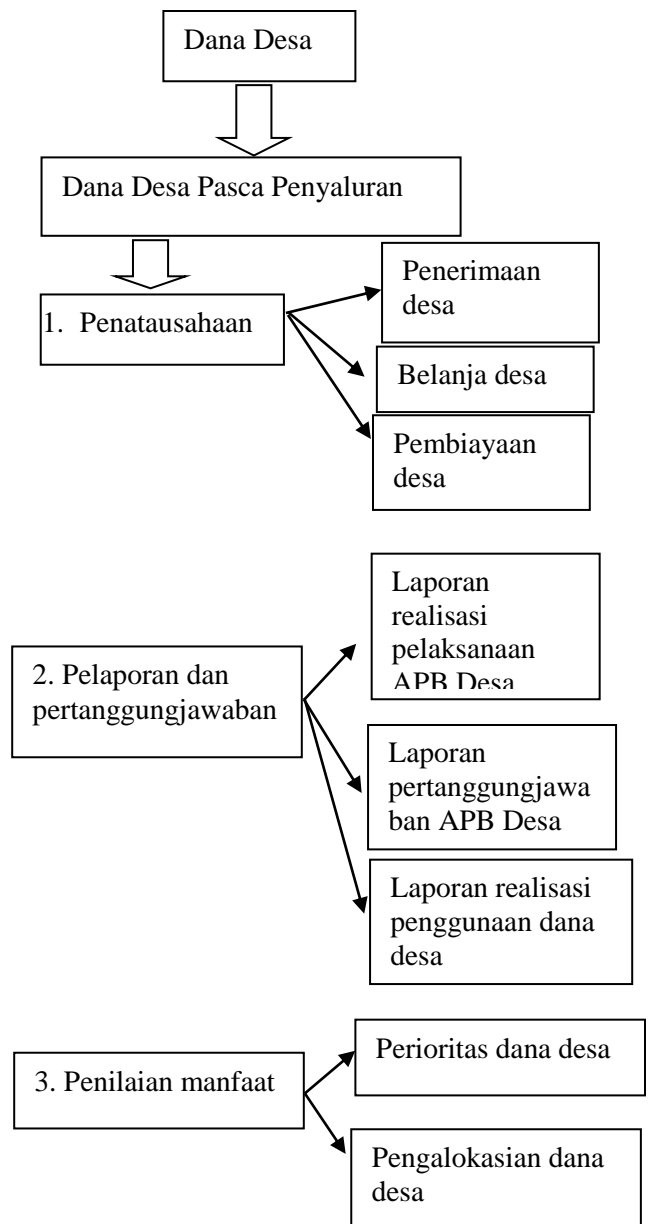 Dana Desa
Dana Desa Pasca Penyaluran
1. Penatausahaan
Penerimaan
desa
Belanja desa
Pembiayaan
desa
2. Pelaporan dan
pertanggungjawaban
Laporan
realisasi
pelaksanaan
APB Desa
Laporan
pertanggungjawa
ban APB Desa
Laporan realisasi
penggunaan dana
desa
3. Penilaian manfaat
Perioritas dana desa
Pengalokasian dana
desa